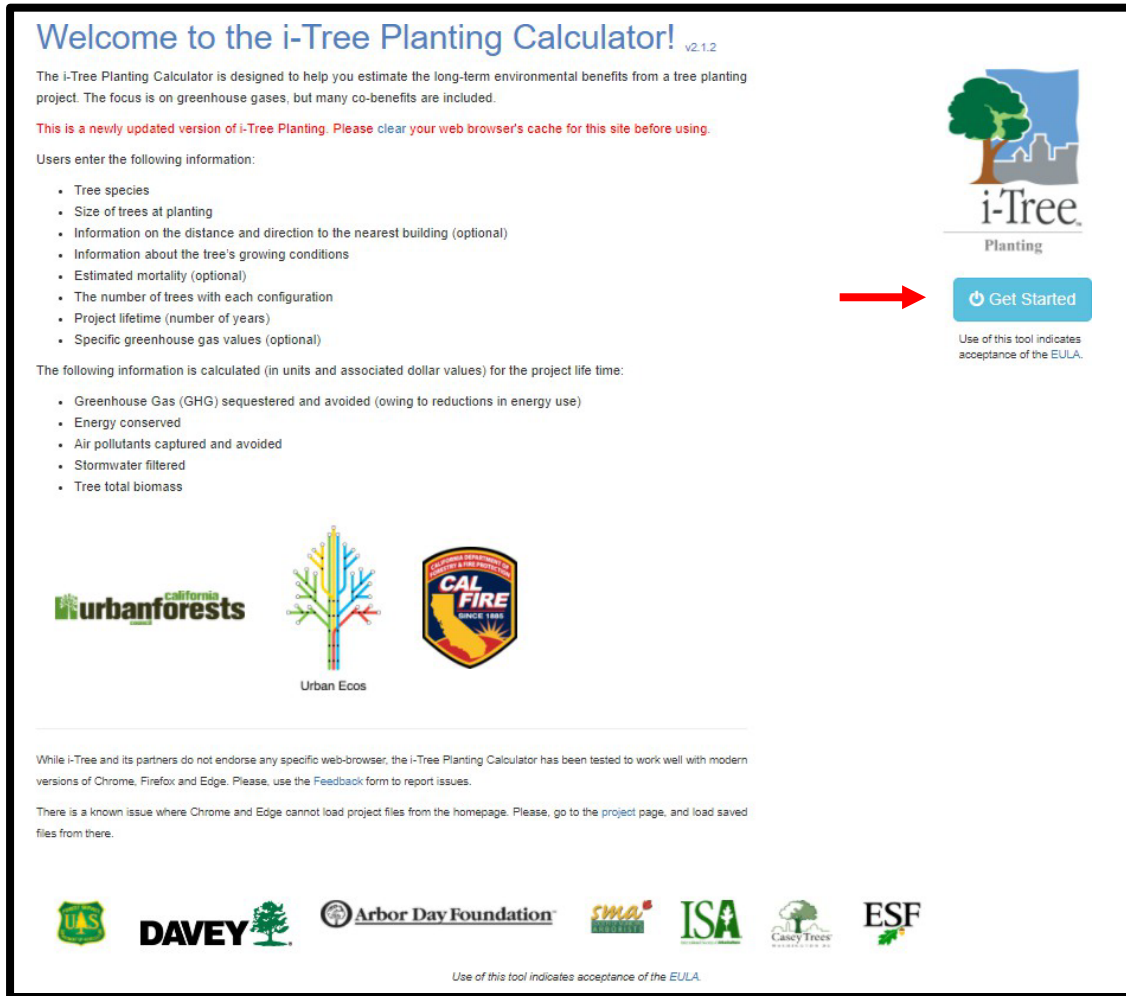 Welcome to the i-Tree Planting Calculator! v2.1.2
The i-Tree Planting Calculator is designed to help you estimate the long-term environmental benefits from a tree planting
project. The focus is on greenhouse gases, but many co-benefits are included.
This is a newly updated version of i-Tree Planting. Please clear your web browser's cache for this site before using.
Users enter the following information:
• Tree species
• Size of trees at planting
• Information on the distance and direction to the nearest building (optional)
• Information about the tree's growing conditions
• Estimated mortality (optional)
• The number of trees with each configuration
• Project lifetime (number of years)
• Specific greenhouse gas values (optional)
The following information is calculated (in units and associated dollar values) for the project life time:
• Greenhouse Gas (GHG) sequestered and avoided (owing to reductions in energy use)
• Energy conserved
• Air pollutants captured and avoided
• Stormwater filtered
• Tree total biomass
i-Tree™
Planting
Get Started
Use of this tool indicates
acceptance of the EULA.
california
urbanforests
council
Urban Ecos
CALIFORNIA DEPARTMENT OF
FORESTRY & FIRE PROTECTION
CAL
FIRE
SINCE 1885
While i-Tree and its partners do not endorse any specific web-browser, the i-Tree Planting Calculator has been tested to work well with modern
versions of Chrome, Firefox and Edge. Please, use the Feedback form to report issues.
There is a known issue where Chrome and Edge cannot load project files from the homepage. Please, go to the project page, and load saved
files from there.
UAS
DAVEY
Arbor Day Foundation
sma
ISA
Casey Trees
WASHINGTON DC
ESF
Use of this tool indicates acceptance of the EULA.